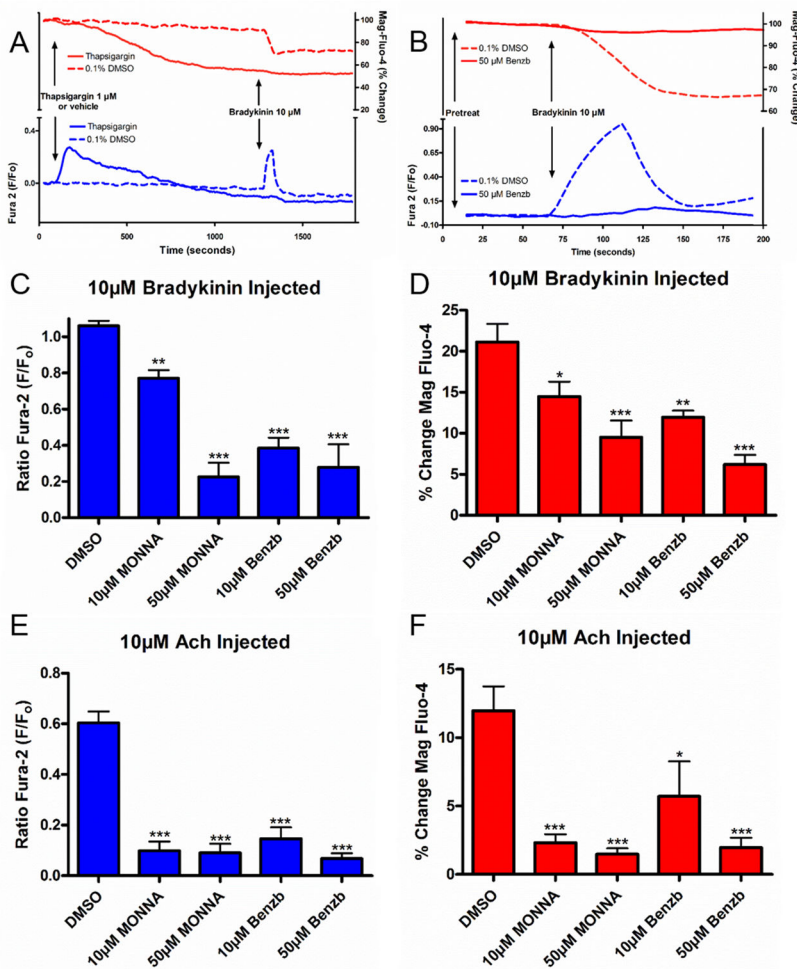 A
Thapsigargin
0.1% DMSO
Thapsigargin 1 µM
or vehicle
Bradykinin 10 µM
100
80
60
40
20
Mag-Fluo-4
(% Change)
Thapsigargin
0.1% DMSO
0.4
0.0
Fura 2 (F/Fo)
0
500
1000
1500
Time (seconds)
B
0.1% DMSO
50 µM Benzb
Pretreat
Bradykinin 10 µM
100
90
80
70
60
Mag-Fluo-4
(% Change)
0.90
0.65
0.40
0.15
-0.10
Fura 2 (F/Fo)
0.1% DMSO
50 µM Benzb
0
25
50
75
100
125
150
175
200
Time (seconds)
C
10µM Bradykinin Injected
Ratio Fura-2 (F/Fo)
1.0
0.8
0.6
0.4
0.2
0.0
**
***
***
***
DMSO
10µM MONNA
50µM MONNA
10µM Benzb
50µM Benzb
D
10µM Bradykinin Injected
% Change Mag Fluo-4
25
20
15
10
5
0
*
***
**
***
DMSO
10µM MONNA
50µM MONNA
10µM Benzb
50µM Benzb
E
10µM Ach Injected
Ratio Fura-2 (F/Fo)
0.8
0.6
0.4
0.2
0.0
***
***
***
***
DMSO
10µM MONNA
50µM MONNA
10µM Benzb
50µM Benzb
F
10µM Ach Injected
% Change Mag Fluo-4
15
10
5
0
***
***
*
***
DMSO
10µM MONNA
50µM MONNA
10µM Benzb
50µM Benzb